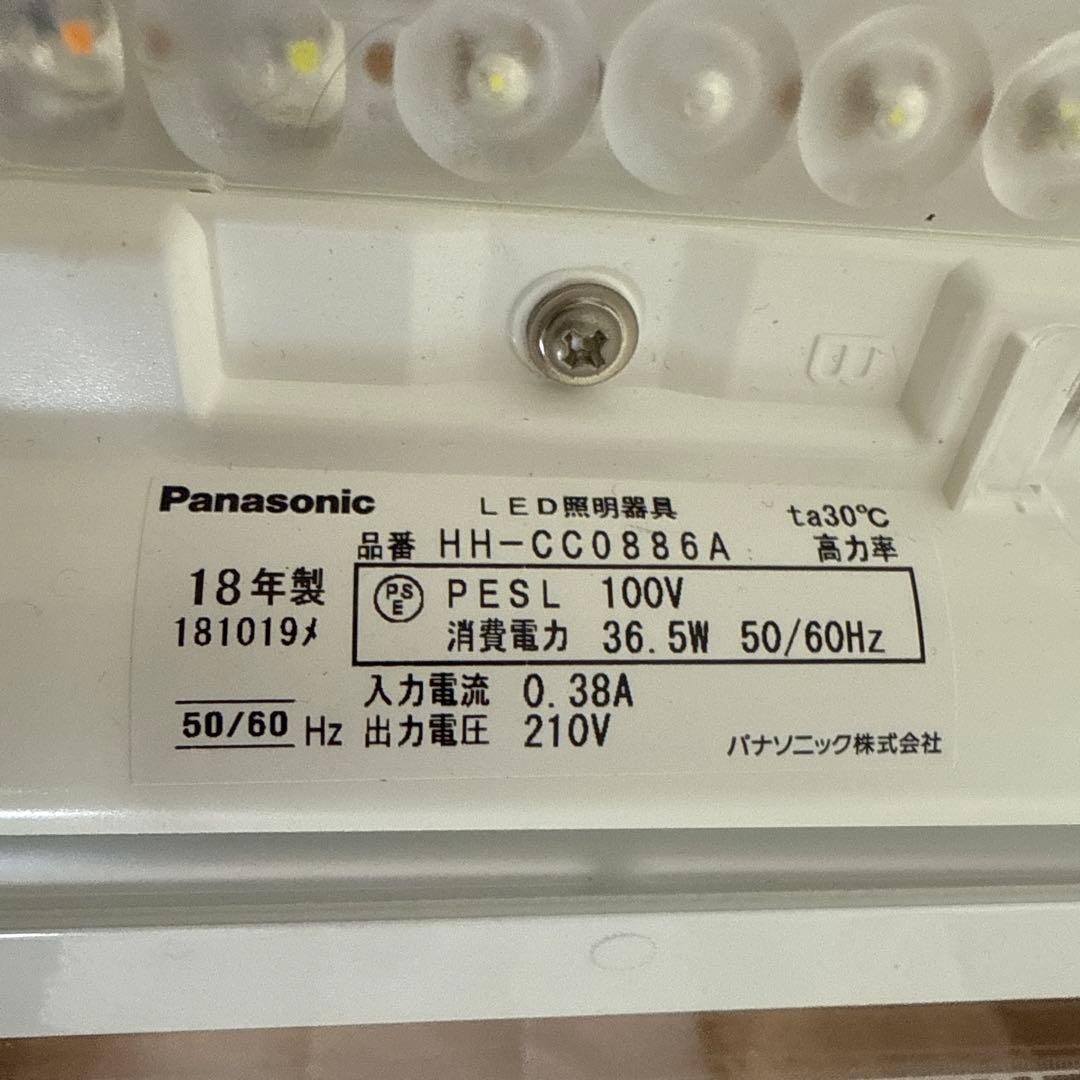 Panasonic LED照明器具 ta30℃
品番 HH-CC0886A 高力率
18年製
PSE PESL 100V
181019メ
消費電力 36.5W 50/60Hz
入力電流 0.38A
50/60 Hz 出力電圧 210V
パナソニック株式会社